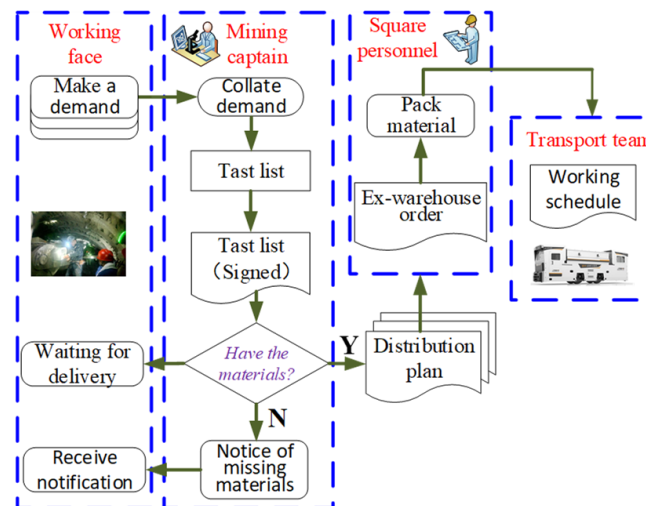 Working
face
Mining
captain
Square
personnel
Make a
demand
Collate
demand
Pack
material
Transport team
Tast list
Ex-warehouse
order
Working
schedule
Tast list
（Signed）
Have the
materials?
Y
Distribution
plan
Waiting for
delivery
N
Receive
notification
Notice of
missing
materials